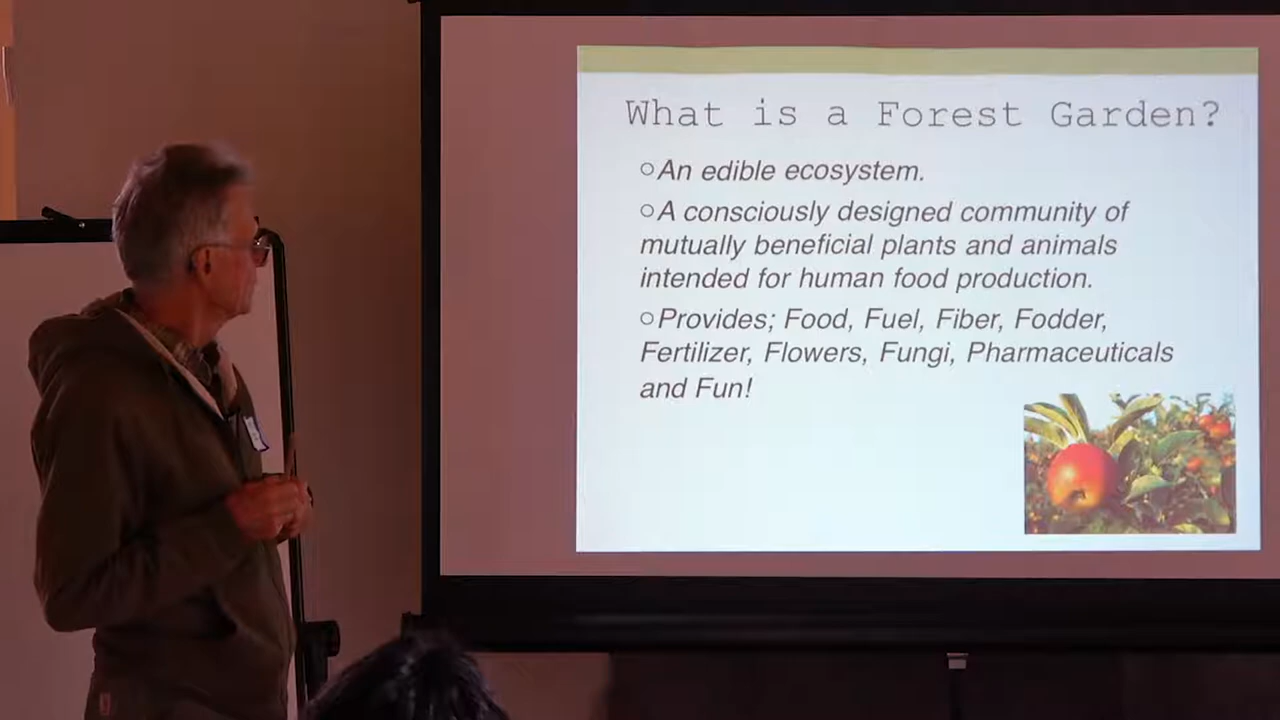 What is a Forest Garden?
○An edible ecosystem.
○A consciously designed community of
mutually beneficial plants and animals
intended for human food production.
○Provides; Food, Fuel, Fiber, Fodder,
Fertilizer, Flowers, Fungi, Pharmaceuticals
and Fun!